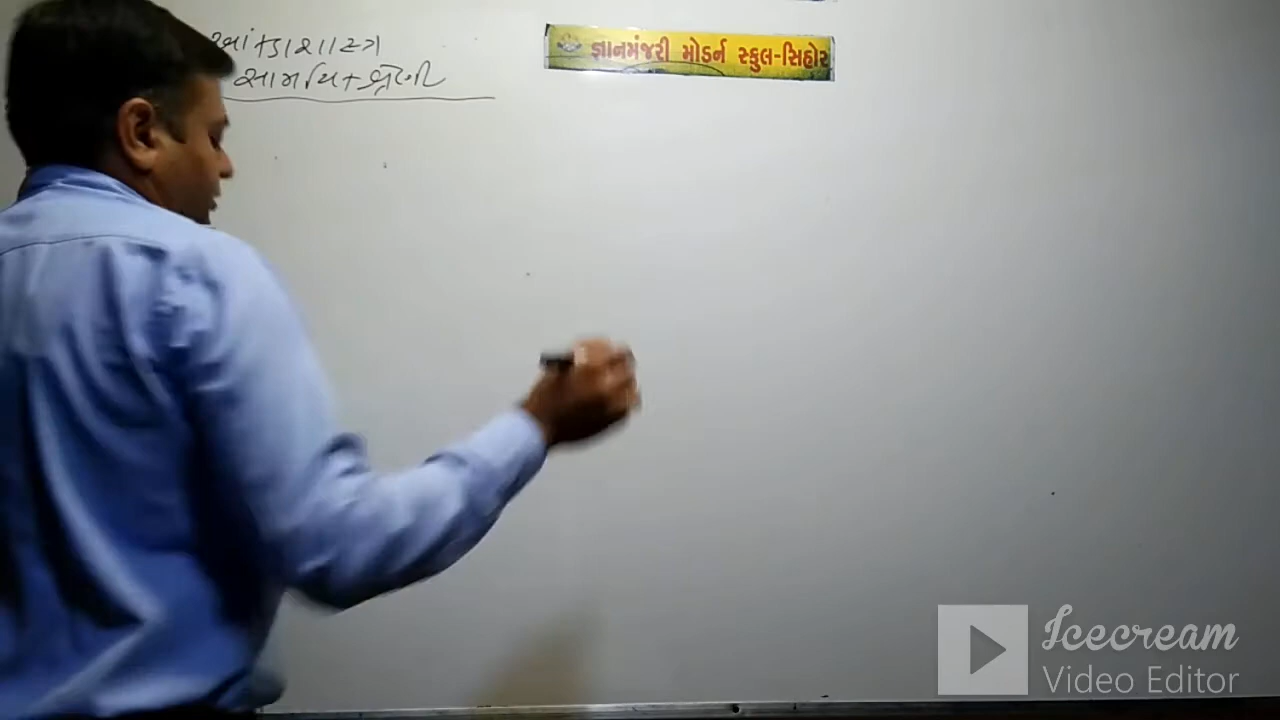 આંકડાશાસ્ત્ર
સામયિક શ્રેણી
જ્ઞાનમંજરી મોડર્ન સ્કુલ-સિહોર
Icecream
Video Editor